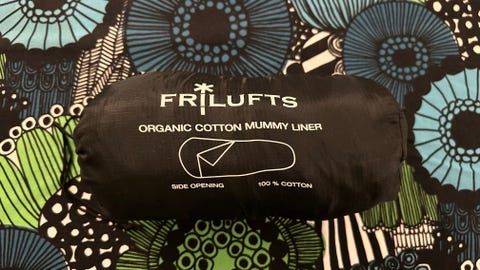 FRILUFTS
ORGANIC COTTON MUMMY LINER
SIDE OPENING 100 % COTTON